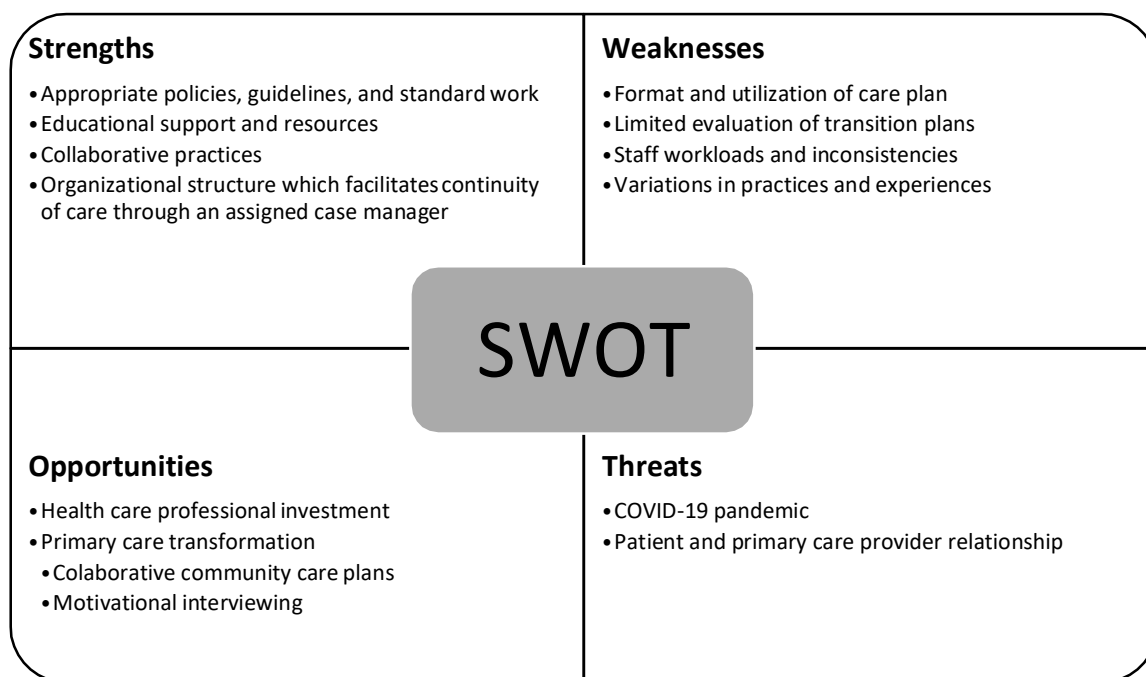 Strengths
•Appropriate policies, guidelines, and standard work
•Educational support and resources
•Collaborative practices
•Organizational structure which facilitates continuity
of care through an assigned case manager
Weaknesses
•Format and utilization of care plan
•Limited evaluation of transition plans
•Staff workloads and inconsistencies
•Variations in practices and experiences
SWOT
Opportunities
•Health care professional investment
•Primary care transformation
•Colaborative community care plans
•Motivational interviewing
Threats
•COVID-19 pandemic
•Patient and primary care provider relationship